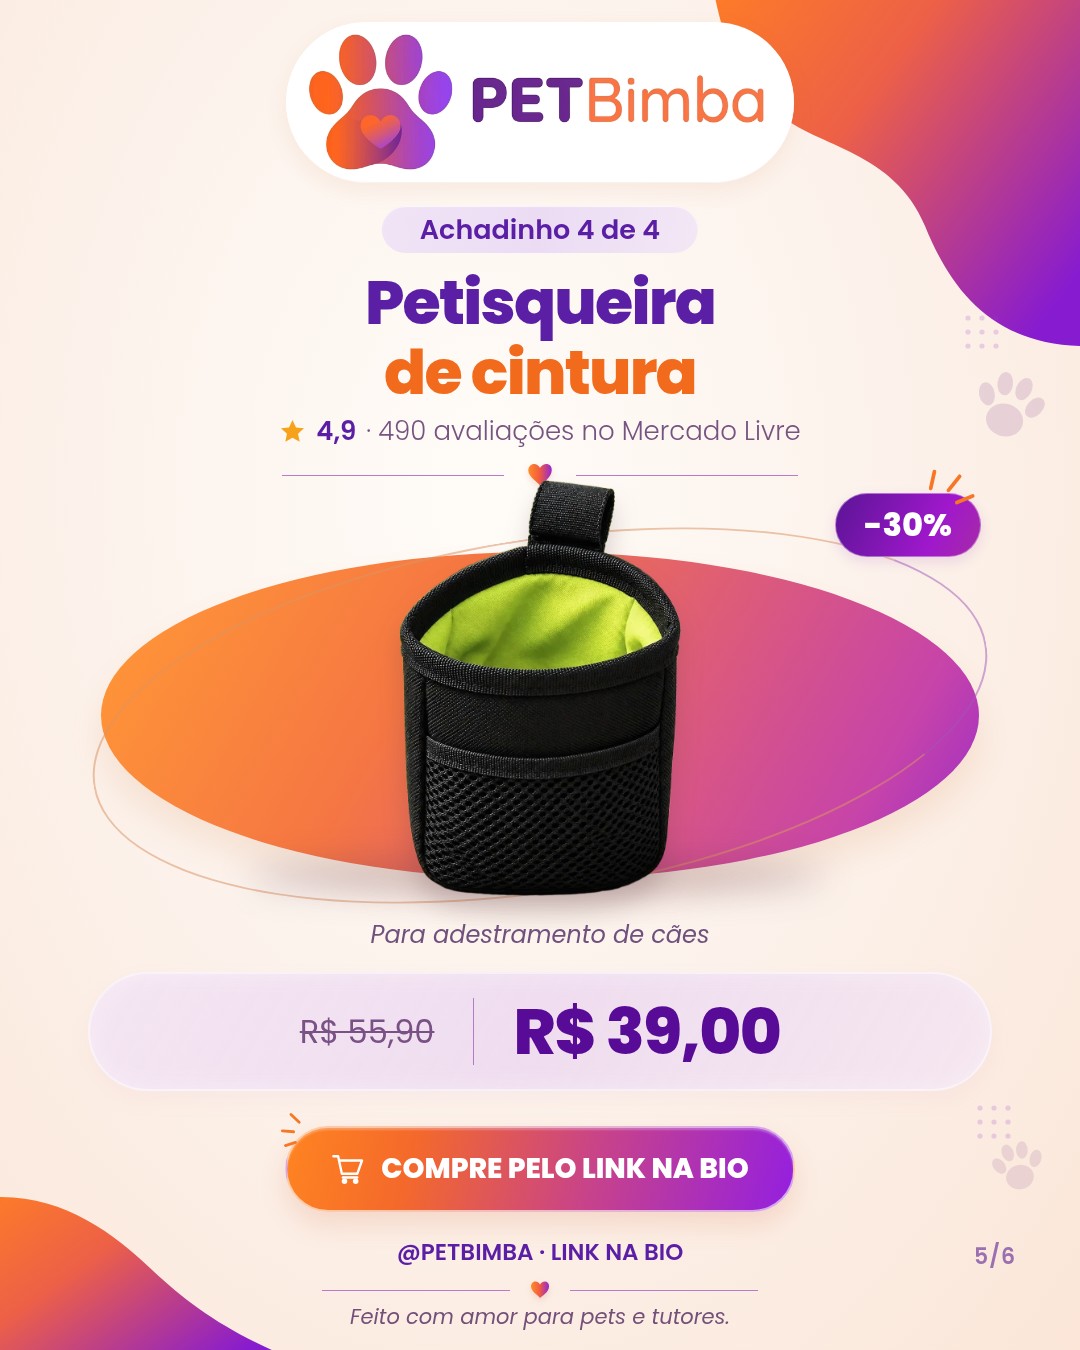 PETBimba
Achadinho 4 de 4
Petisqueira
de cintura
4,9 · 490 avaliações no Mercado Livre
-30%
Para adestramento de cães
R$ 55,90
R$ 39,00
COMPRE PELO LINK NA BIO
@PETBIMBA · LINK NA BIO
5/6
Feito com amor para pets e tutores.